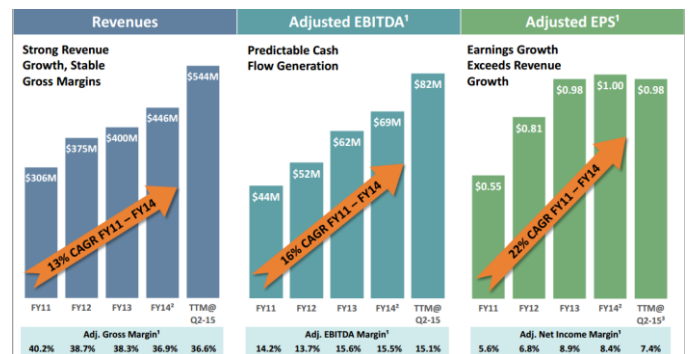 Revenues
Strong Revenue
Growth, Stable
Gross Margins
$306M
$375M
$400M
$446M
$544M
13% CAGR FY11 – FY14
FY11 FY12 FY13 FY14² TTM@
Q2-15
Adj. Gross Margin¹
40.2% 38.7% 38.3% 36.9% 36.6%
Adjusted EBITDA¹
Predictable Cash
Flow Generation
$44M
$52M
$62M
$69M
$82M
16% CAGR FY11 – FY14
FY11 FY12 FY13 FY14² TTM@
Q2-15
Adj. EBITDA Margin¹
14.2% 13.7% 15.6% 15.5% 15.1%
Adjusted EPS¹
Earnings Growth
Exceeds Revenue
Growth
$0.55
$0.81
$0.98
$1.00
$0.98
22% CAGR FY11 – FY14
FY11 FY12 FY13 FY14² TTM@
Q2-15³
Adj. Net Income Margin¹
5.6% 6.8% 8.9% 8.4% 7.4%